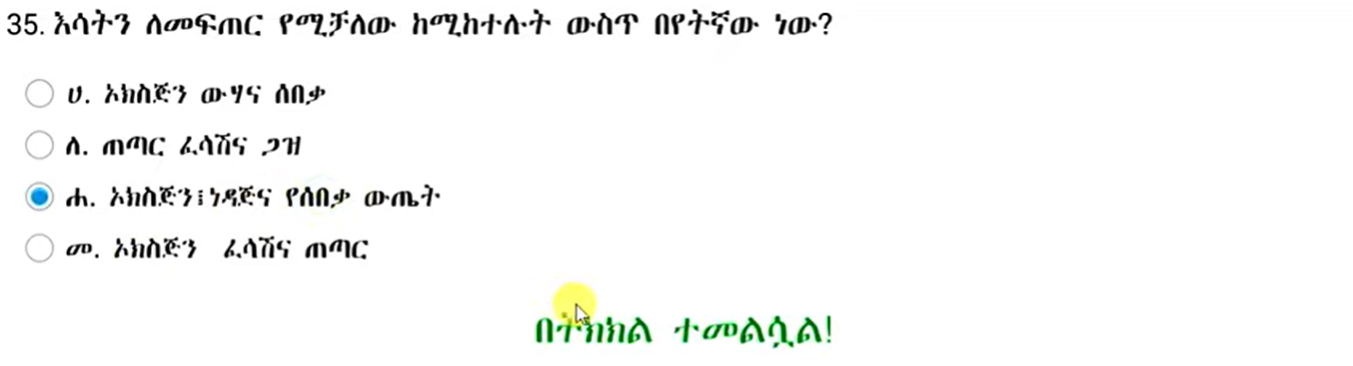 35. እሳትን ለመፍጠር የሚቻለው ከሚከተሉት ውስጥ በየትኛው ነው?
ሀ. ኦክስጅን ውሃና ሰበቃ
ለ. ጠጣር ፈሳሽና ጋዝ
ሐ. ኦክስጅን፤ነዳጅና የሰበቃ ውጤት
መ. ኦክስጅን ፈሳሽና ጠጣር
በትክክል ተመልሷል!